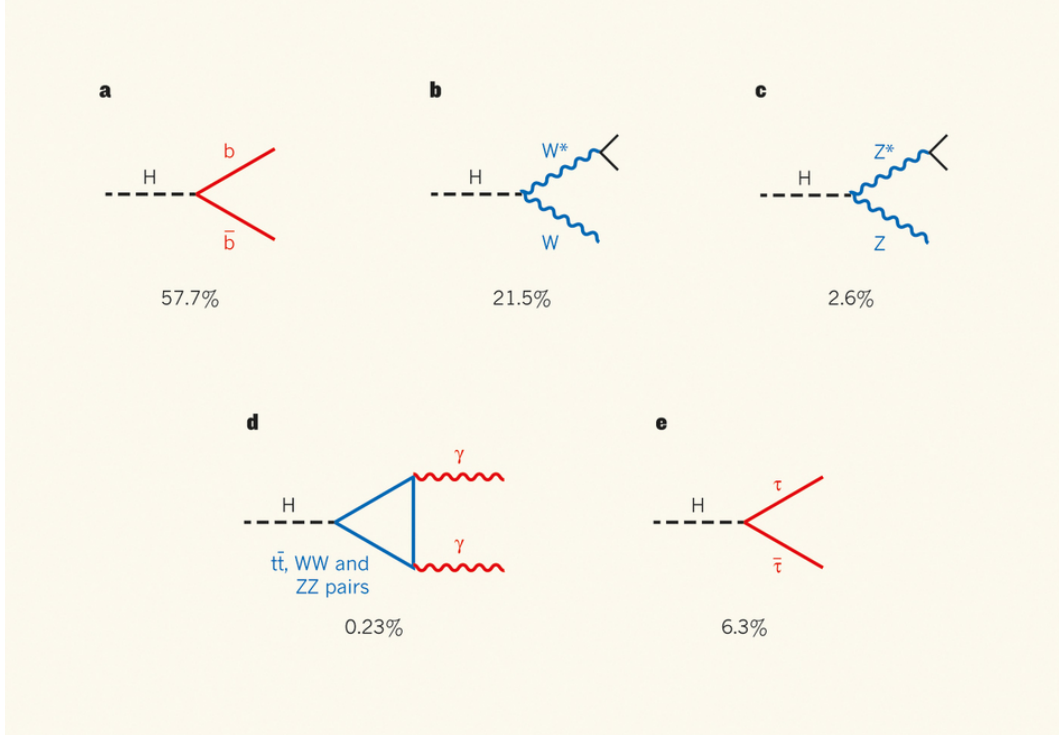 a
H
b
b̄
57.7%
b
H
W*
W
21.5%
c
H
Z*
Z
2.6%
d
H
γ
γ
tt̄, WW and
ZZ pairs
0.23%
e
H
τ
τ̄
6.3%